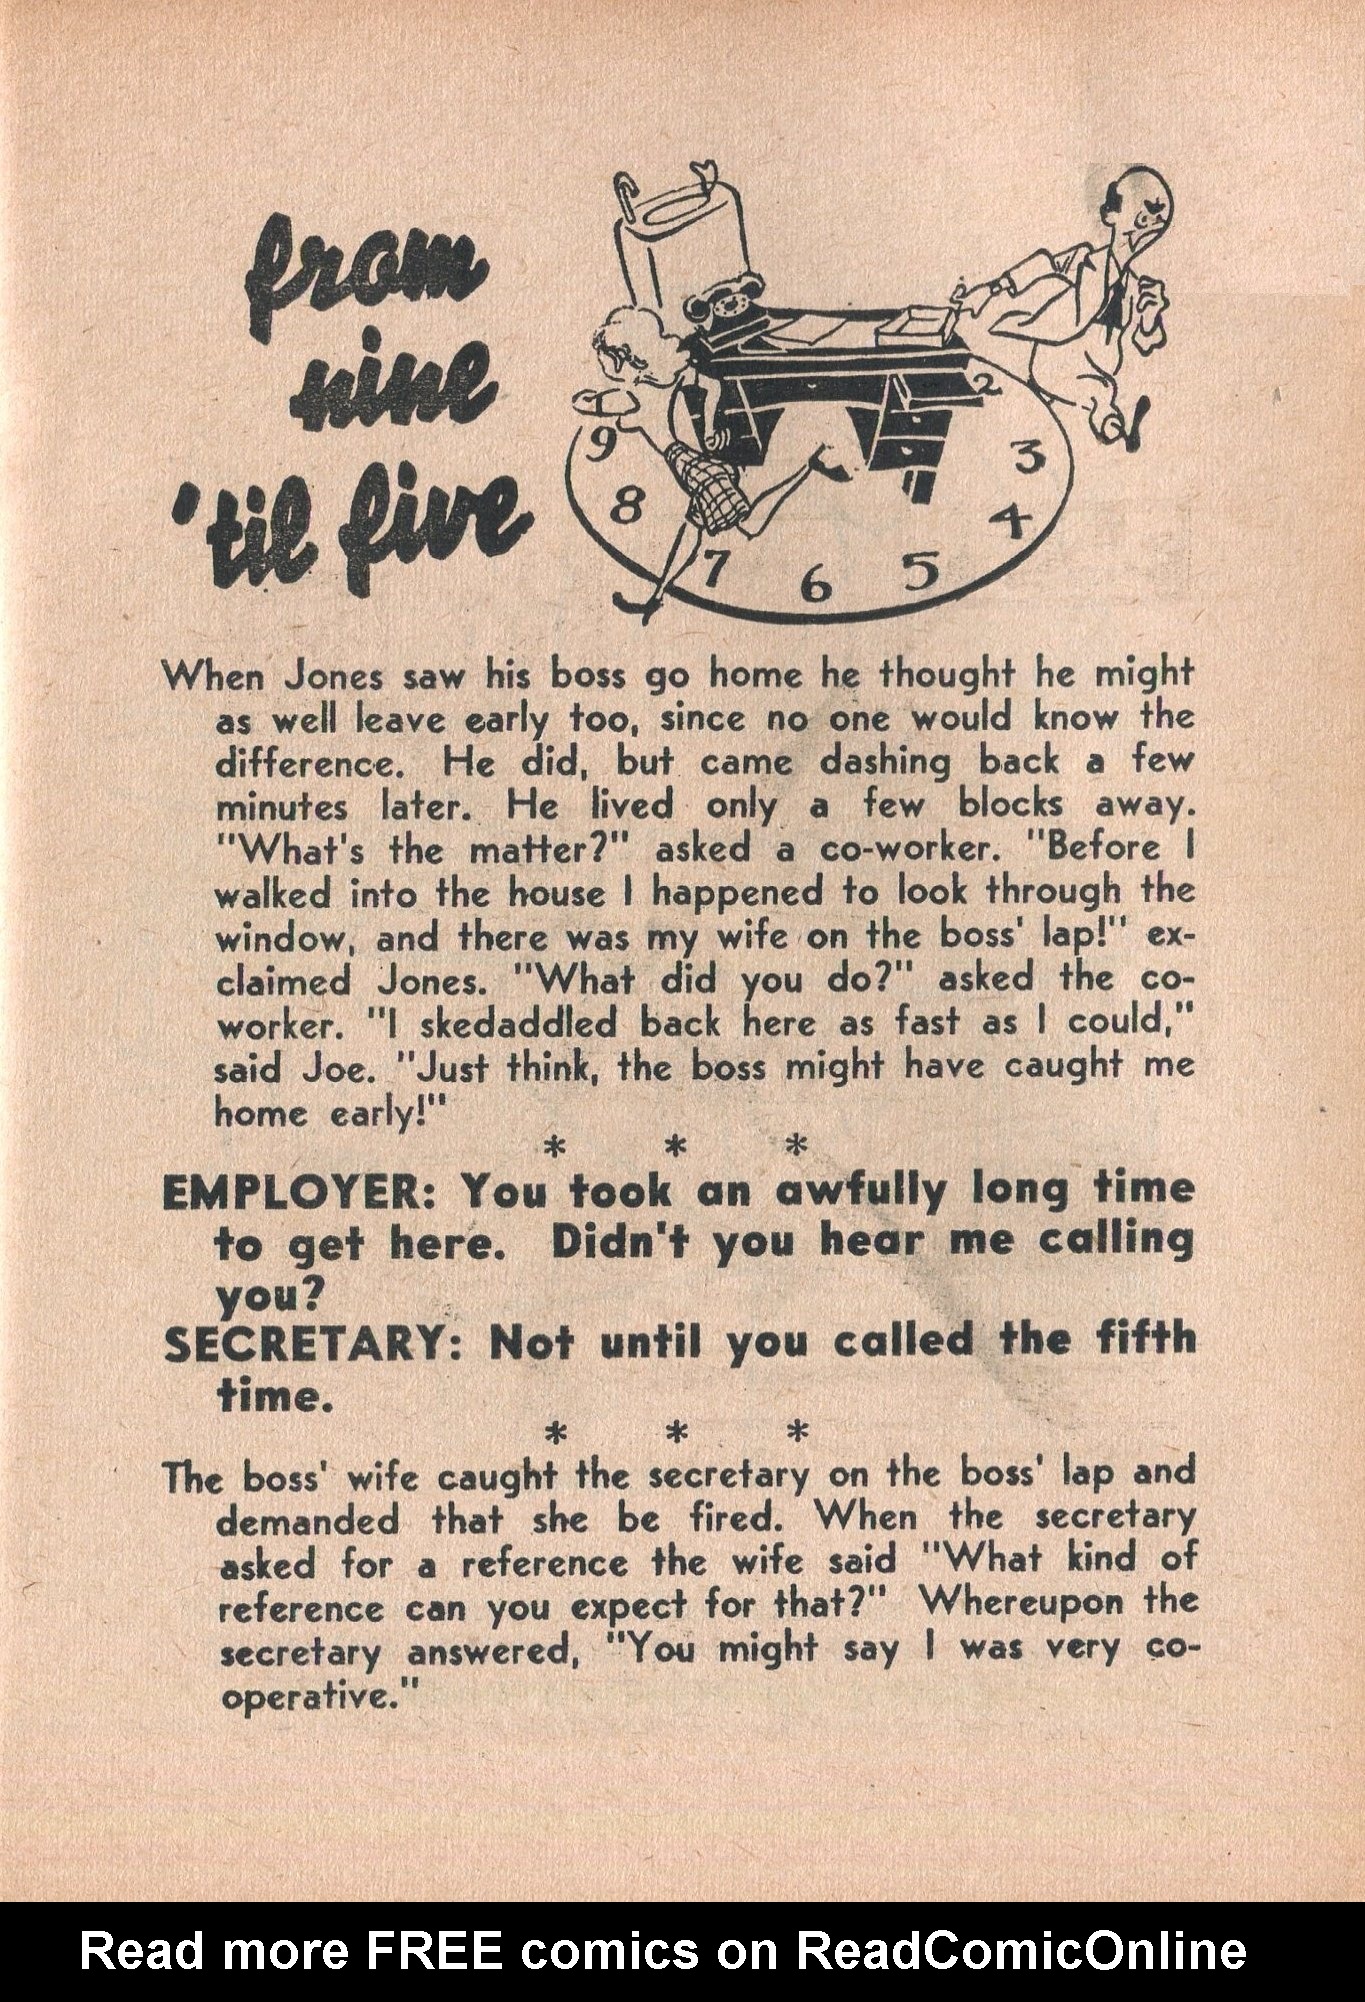 from
nine
'til five
9
8
7
6
5
4
3
2
When Jones saw his boss go home he thought he might
as well leave early too, since no one would know the
difference. He did, but came dashing back a few
minutes later. He lived only a few blocks away.
"What's the matter?" asked a co-worker. "Before I
walked into the house I happened to look through the
window, and there was my wife on the boss' lap!" ex-
claimed Jones. "What did you do?" asked the co-
worker. "I skedaddled back here as fast as I could,"
said Joe. "Just think, the boss might have caught me
home early!"
* * *
EMPLOYER: You took an awfully long time
to get here. Didn't you hear me calling
you?
SECRETARY: Not until you called the fifth
time.
* * *
The boss' wife caught the secretary on the boss' lap and
demanded that she be fired. When the secretary
asked for a reference the wife said "What kind of
reference can you expect for that?" Whereupon the
secretary answered, "You might say I was very co-
operative."
Read more FREE comics on ReadComicOnline